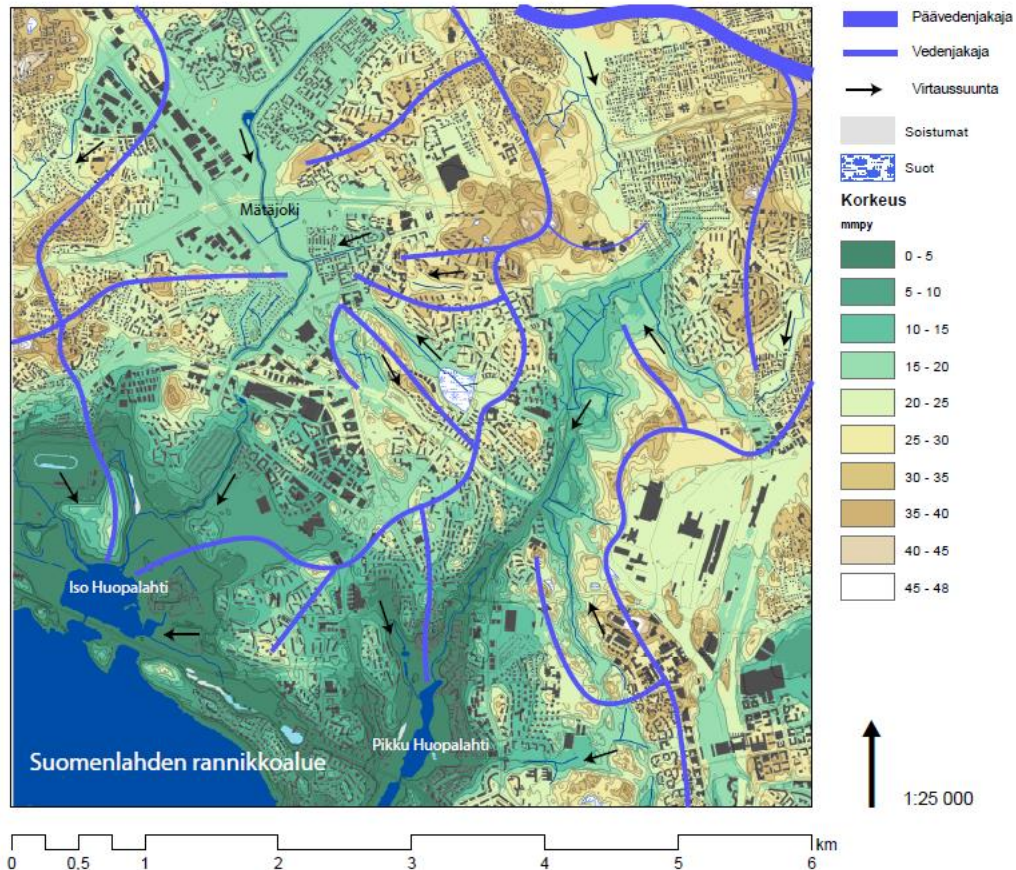 Mätäjoki
Iso Huopalahti
Pikku Huopalahti
Suomenlahden rannikkoalue
Päävedenjakaja
Vedenjakaja
Virtaussuunta
Soistumat
Suot
Korkeus
mmpy
0 - 5
5 - 10
10 - 15
15 - 20
20 - 25
25 - 30
30 - 35
35 - 40
40 - 45
45 - 48
1:25 000
0 0,5 1 2 3 4 5 6 km